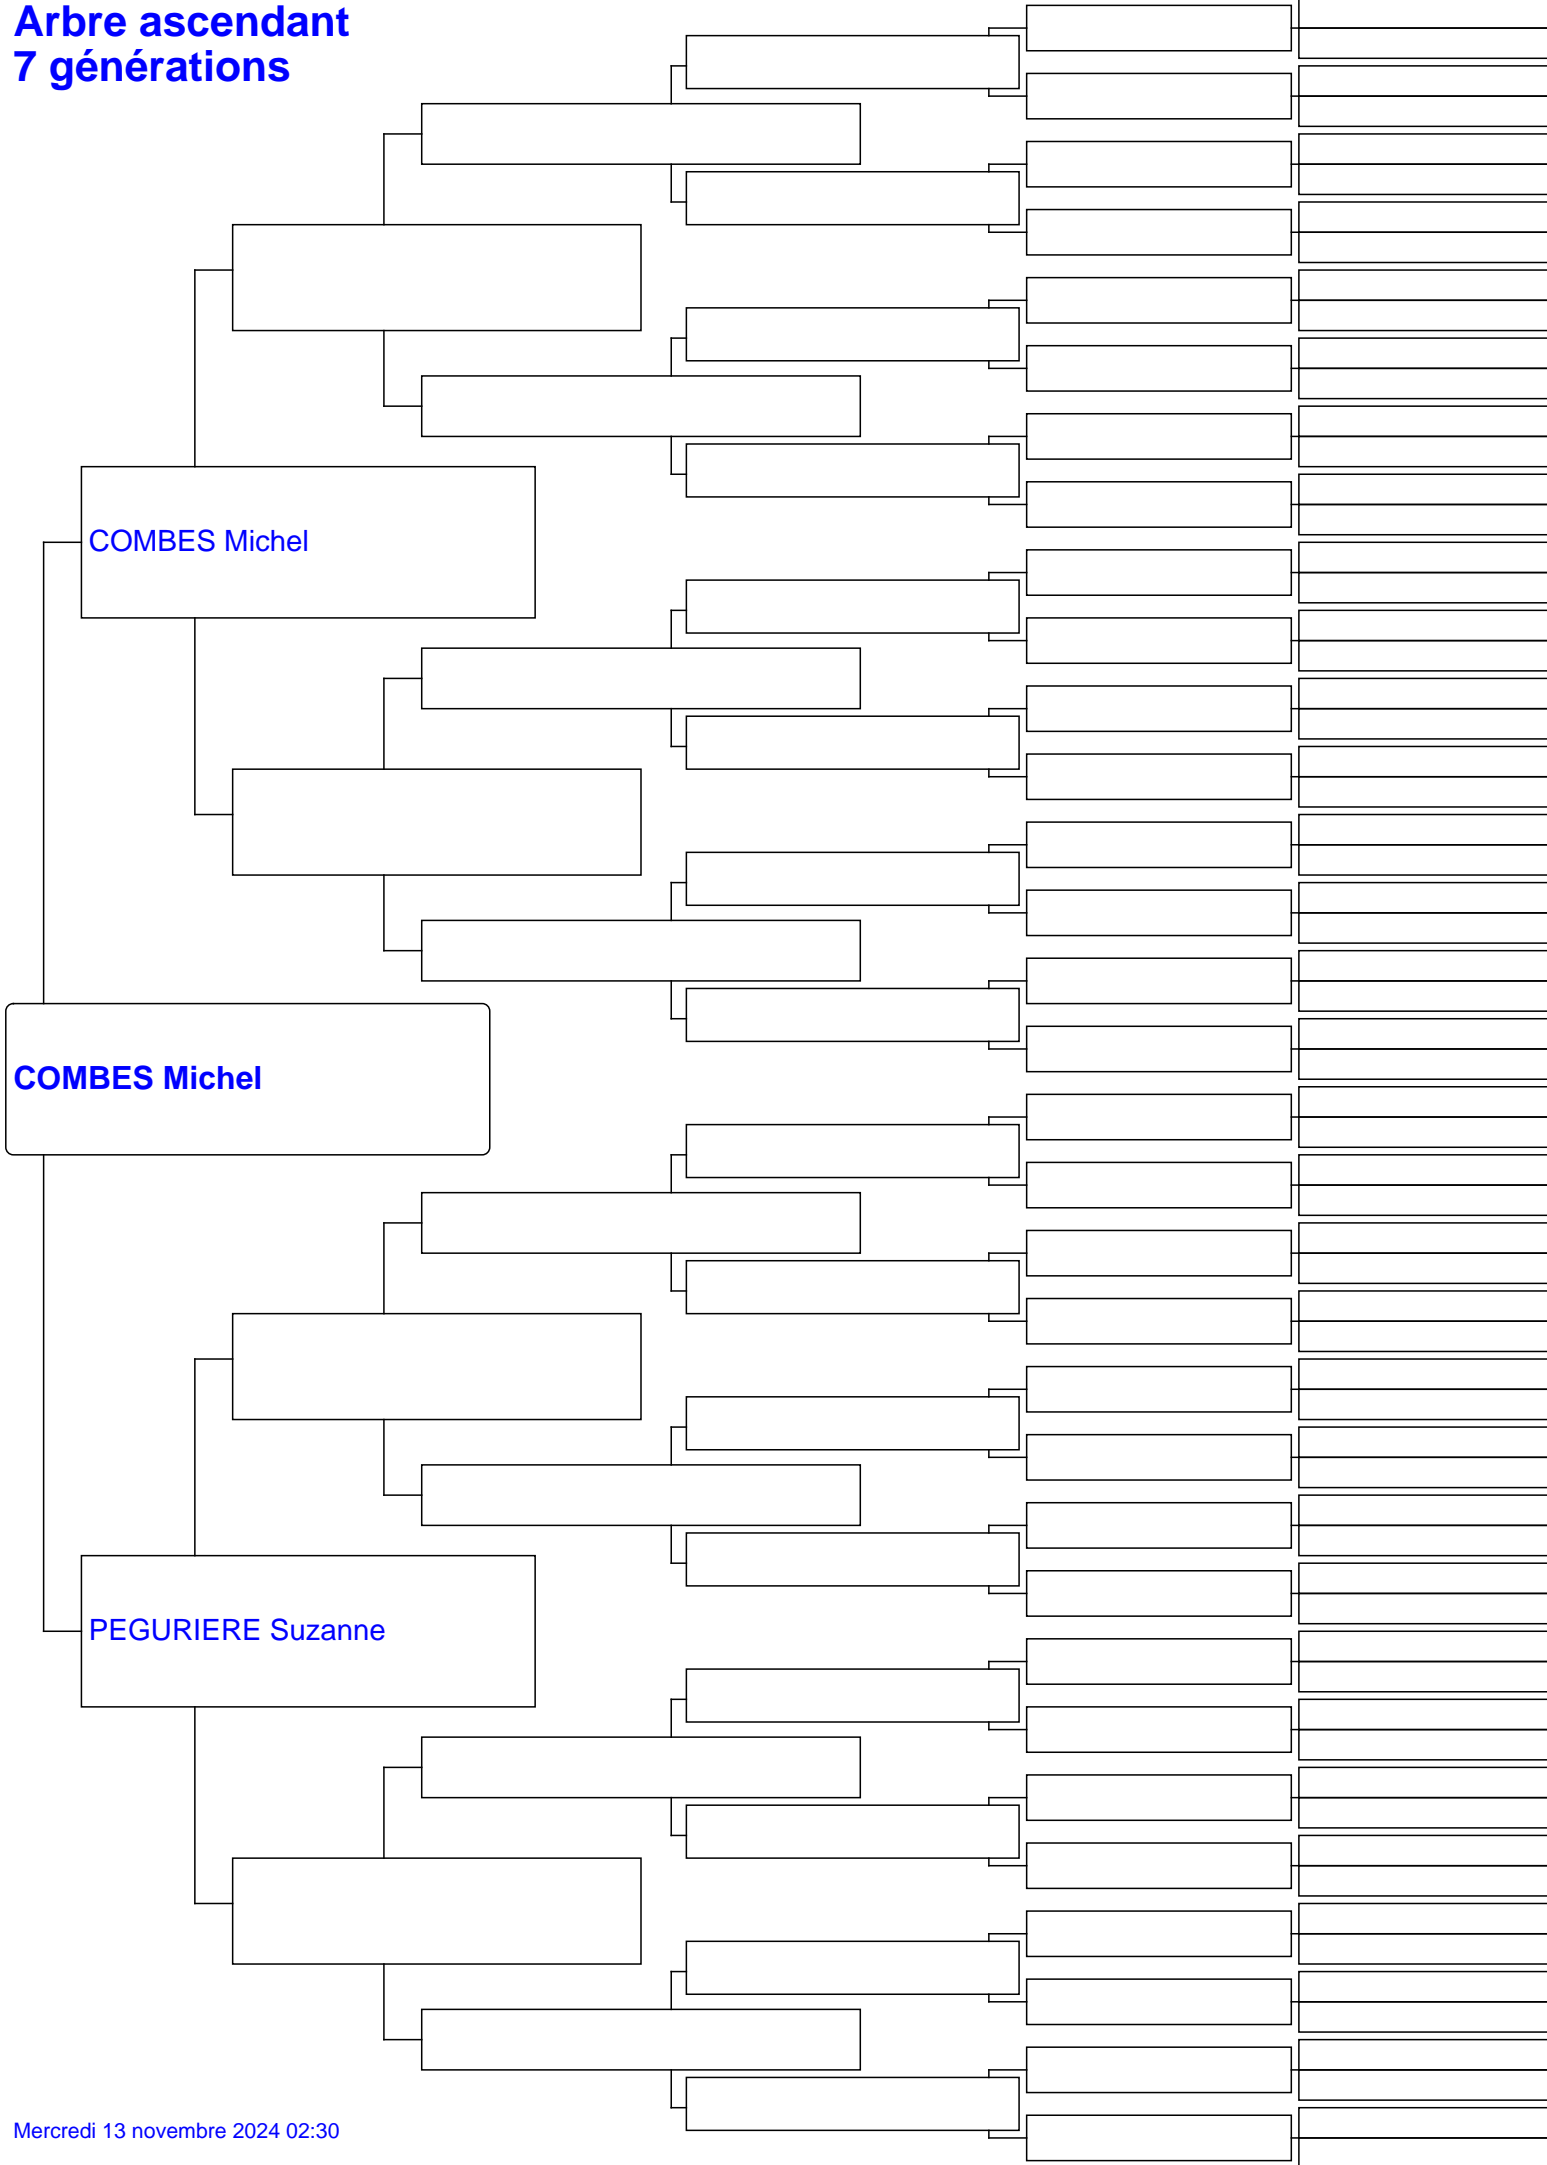 Arbre ascendant
7 générations
COMBES Michel
COMBES Michel
PEGURIERE Suzanne
Mercredi 13 novembre 2024 02:30